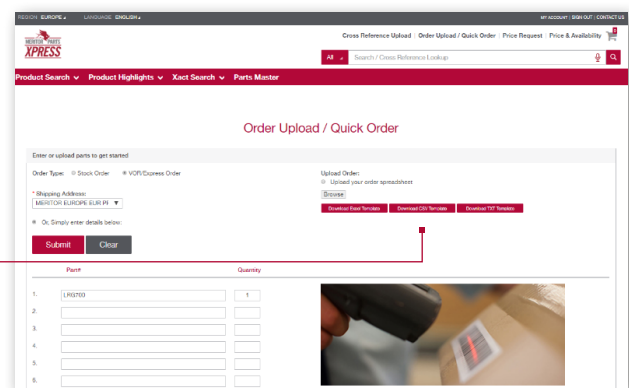 REGION EUROPE LANGUAGE ENGLISH MY ACCOUNT | SIGN OUT | CONTACT US
MERITOR PARTS
XPRESS
Cross Reference Upload | Order Upload / Quick Order | Price Request | Price & Availability
All Search / Cross Reference Lookup
Product Search Product Highlights Xact Search Parts Master
Order Upload / Quick Order
Enter or upload parts to get started
Order Type: Stock Order VOR/Express Order
Upload Order:
Upload your order spreadsheet
* Shipping Address:
MERITOR EUROPE EUR PF
Browse
Download Excel Template Download CSV Template Download TXT Template
Or, Simply enter details below:
Submit Clear
Part# Quantity
1. LRG703 1
2.
3.
4.
5.
6.